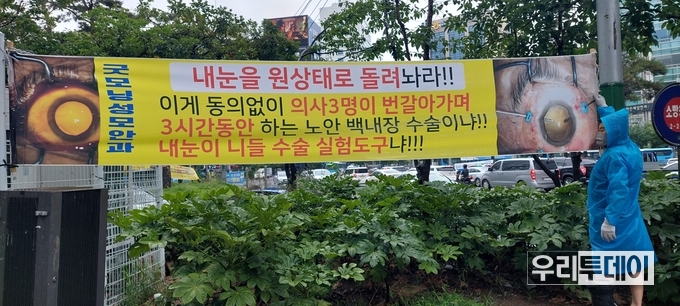 내눈을 원상태로 돌려놔라!!
이게 동의없이 의사3명이 번갈아가며
3시간동안 하는 노안 백내장 수술이냐!!
내눈이 니들 수술 실험도구냐!!!
우리투데이